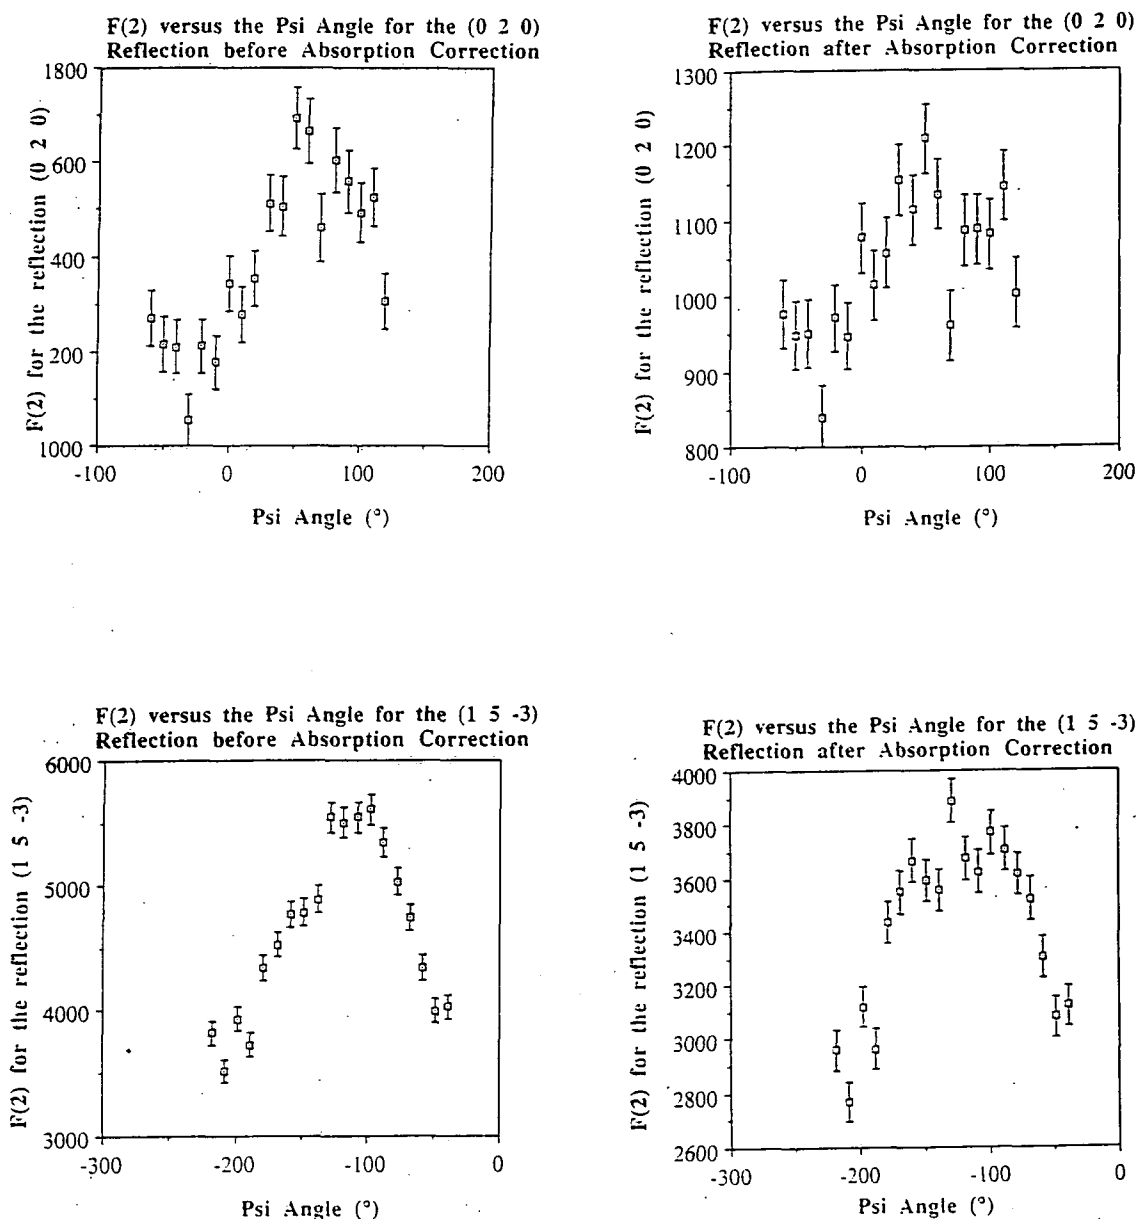 F(2) versus the Psi Angle for the (0 2 0)
Reflection before Absorption Correction
1800
600
400
200
1000
-100
0
100
200
F(2) for the reflection (0 2 0)
Psi Angle (°)
F(2) versus the Psi Angle for the (0 2 0)
Reflection after Absorption Correction
1300
1200
1100
1000
900
800
-100
0
100
200
F(2) for the reflection (0 2 0)
Psi Angle (°)
F(2) versus the Psi Angle for the (1 5 -3)
Reflection before Absorption Correction
6000
5000
4000
3000
-300
-200
-100
0
F(2) for the reflection (1 5 -3)
Psi Angle (°)
F(2) versus the Psi Angle for the (1 5 -3)
Reflection after Absorption Correction
4000
3800
3600
3400
3200
3000
2800
2600
-300
-200
-100
0
F(2) for the reflection (1 5 -3)
Psi Angle (°)